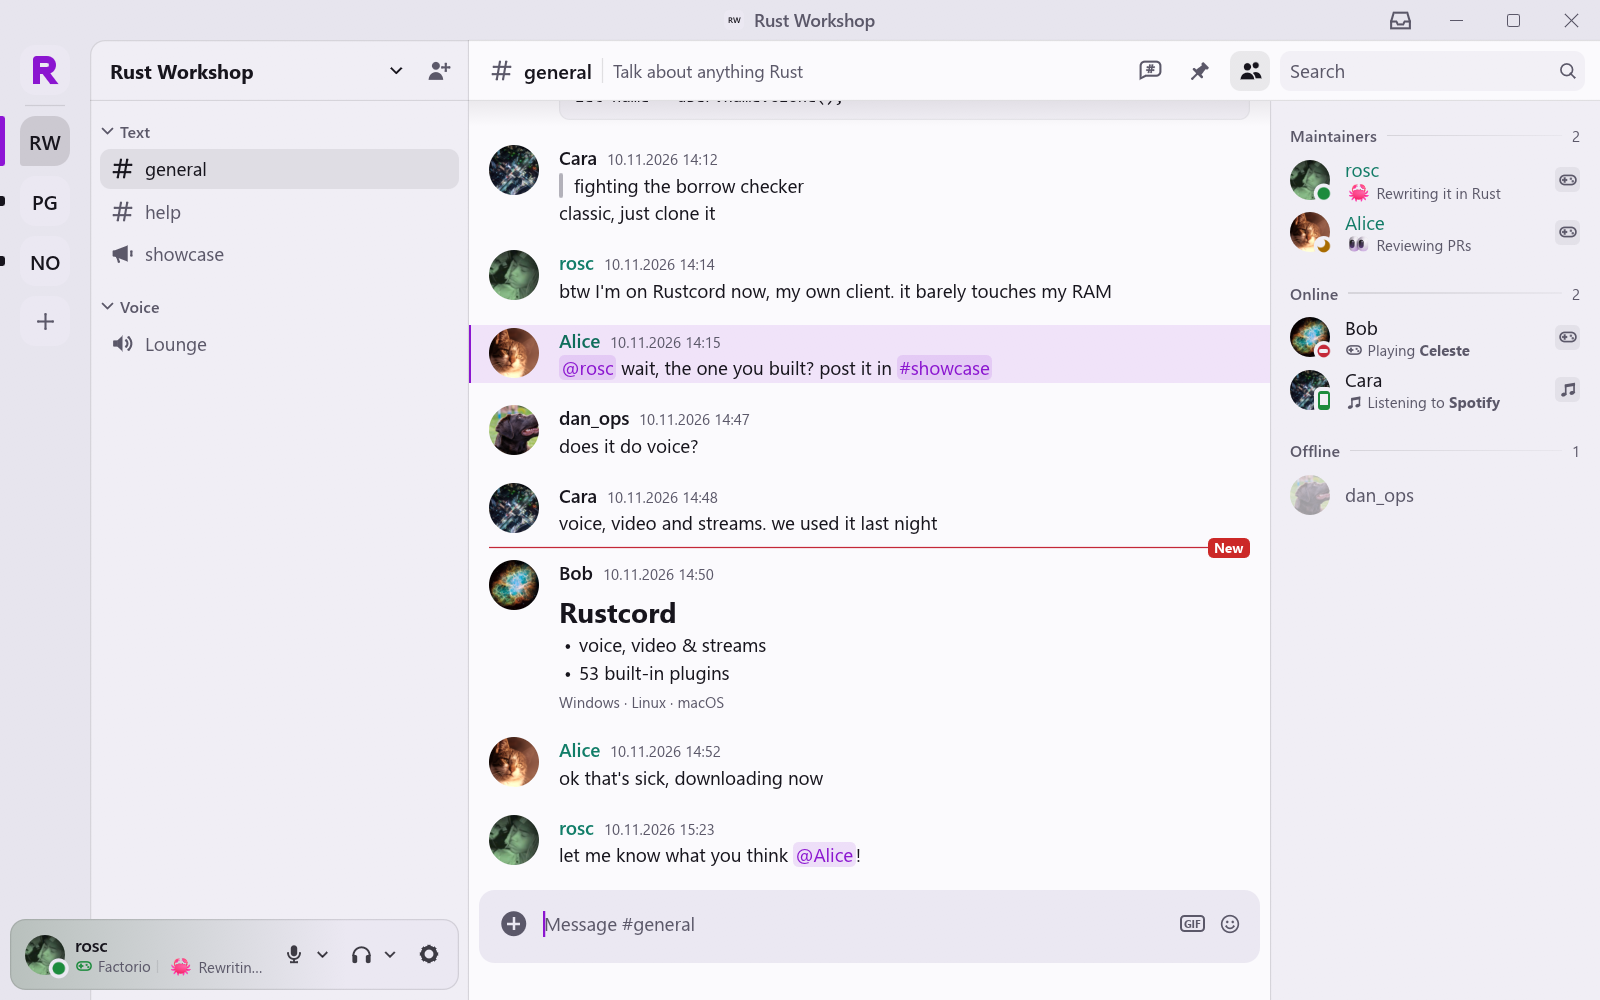 RW Rust Workshop
R
RW
PG
NO
Rust Workshop
Text
general
help
showcase
Voice
Lounge
rosc
Factorio
Rewritin...
# general
Talk about anything Rust
Search
Cara 10.11.2026 14:12
fighting the borrow checker
classic, just clone it
rosc 10.11.2026 14:14
btw I'm on Rustcord now, my own client. it barely touches my RAM
Alice 10.11.2026 14:15
@rosc wait, the one you built? post it in #showcase
dan_ops 10.11.2026 14:47
does it do voice?
Cara 10.11.2026 14:48
voice, video and streams. we used it last night
New
Bob 10.11.2026 14:50
Rustcord
• voice, video & streams
• 53 built-in plugins
Windows · Linux · macOS
Alice 10.11.2026 14:52
ok that's sick, downloading now
rosc 10.11.2026 15:23
let me know what you think @Alice!
Message #general
GIF
Maintainers 2
rosc
Rewriting it in Rust
Alice
Reviewing PRs
Online 2
Bob
Playing Celeste
Cara
Listening to Spotify
Offline 1
dan_ops